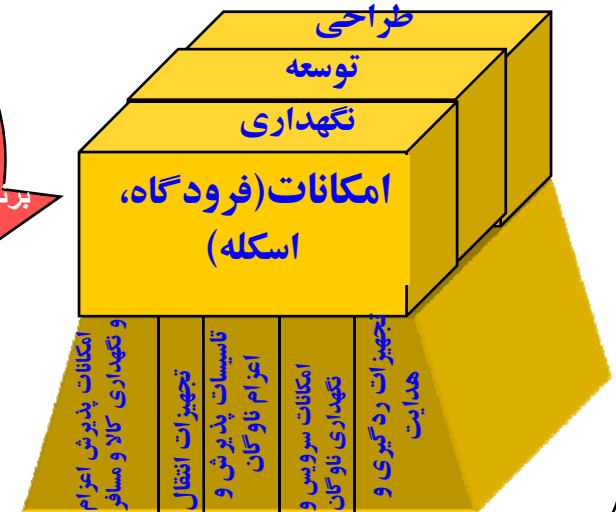 طراحی
توسعه
نگهداری
امکانات(فرودگاه،
اسکله)
تجهیزات ردگیری و
هدایت
امکانات سرویس و
نگهداری ناوگان
تاسیسات پذیرش و
اعزام ناوگان
تجهیزات انتقال
امکانات پذیرش اعزام
و نگهداری کالا و مسافر